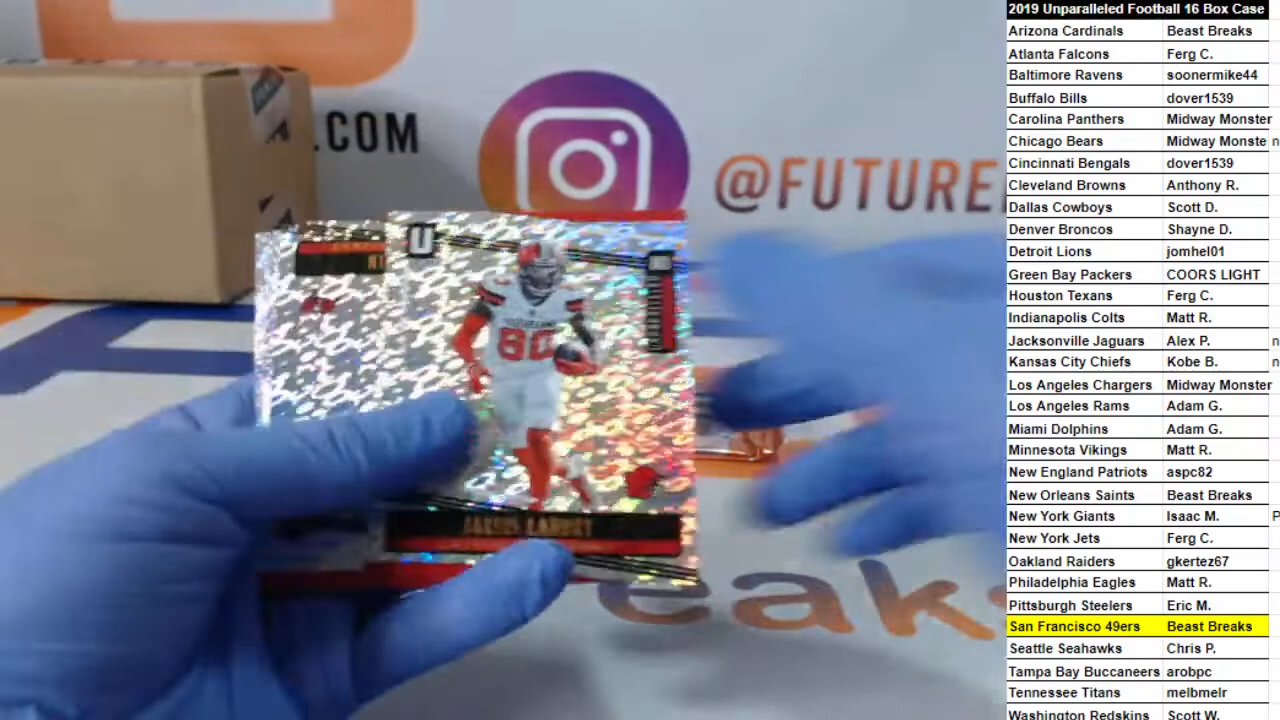 .COM
@FUTURE
U
80
JARVIS LANDRY
eaks
2019 Unparalleled Football 16 Box Case
Arizona Cardinals Beast Breaks
Atlanta Falcons Ferg C.
Baltimore Ravens soonermike44
Buffalo Bills dover1539
Carolina Panthers Midway Monster
Chicago Bears Midway Monste n
Cincinnati Bengals dover1539
Cleveland Browns Anthony R.
Dallas Cowboys Scott D.
Denver Broncos Shayne D.
Detroit Lions jomhel01
Green Bay Packers COORS LIGHT
Houston Texans Ferg C.
Indianapolis Colts Matt R.
Jacksonville Jaguars Alex P. n
Kansas City Chiefs Kobe B. n
Los Angeles Chargers Midway Monster
Los Angeles Rams Adam G.
Miami Dolphins Adam G.
Minnesota Vikings Matt R.
New England Patriots aspc82
New Orleans Saints Beast Breaks
New York Giants Isaac M. P
New York Jets Ferg C.
Oakland Raiders gkertez67
Philadelphia Eagles Matt R.
Pittsburgh Steelers Eric M.
San Francisco 49ers Beast Breaks
Seattle Seahawks Chris P.
Tampa Bay Buccaneers arobpc
Tennessee Titans melbmelr
Washington Redskins Scott W.